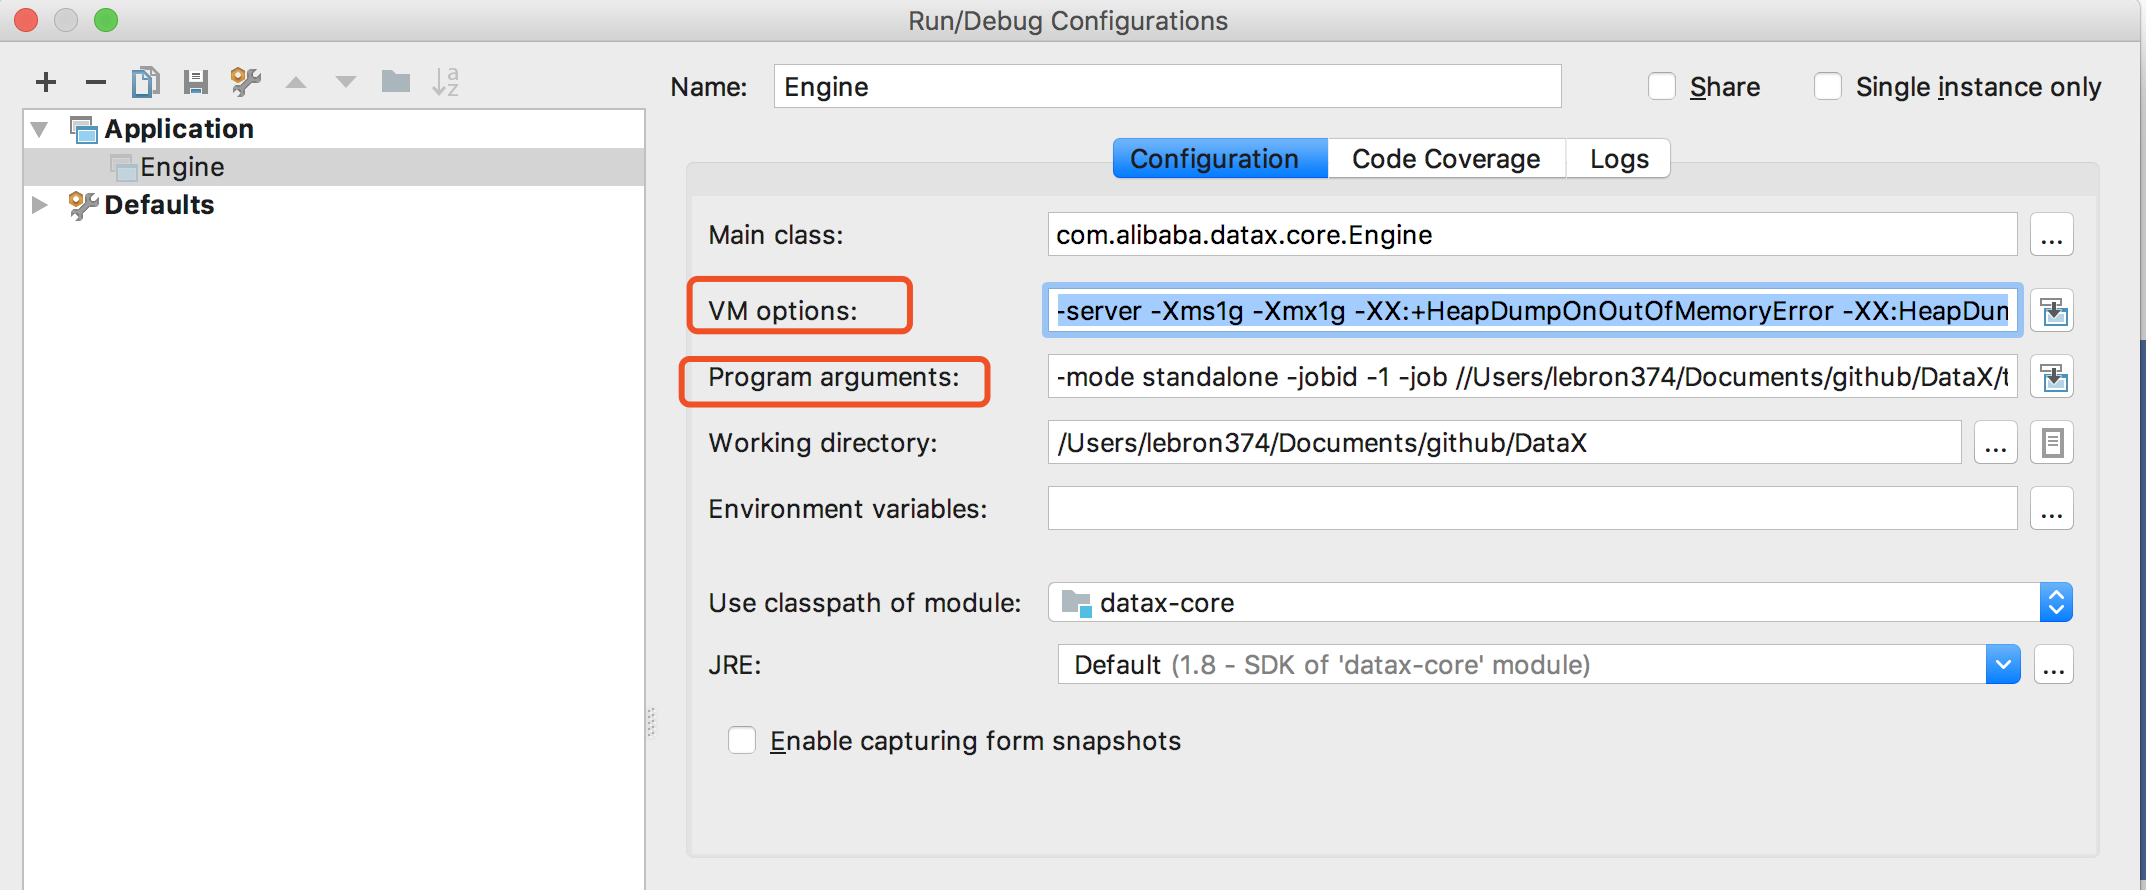 Run/Debug Configurations
Name: Engine Share Single instance only
Application
Engine
Defaults
Configuration Code Coverage Logs
Main class: com.alibaba.datax.core.Engine ...
VM options: -server -Xms1g -Xmx1g -XX:+HeapDumpOnOutOfMemoryError -XX:HeapDum
Program arguments: -mode standalone -jobid -1 -job //Users/lebron374/Documents/github/DataX/t
Working directory: /Users/lebron374/Documents/github/DataX ...
Environment variables: ...
Use classpath of module: datax-core
JRE: Default (1.8 - SDK of 'datax-core' module) ...
Enable capturing form snapshots